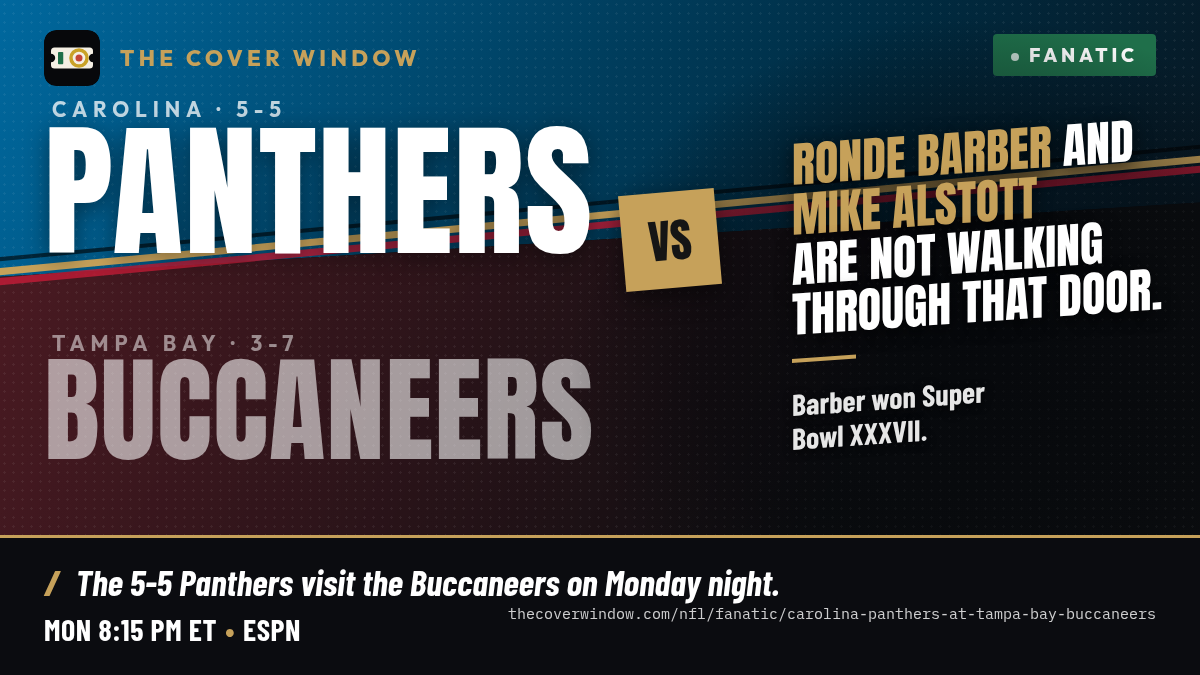 THE COVER WINDOW
FANATIC
CAROLINA · 5-5
PANTHERS
VS
TAMPA BAY · 3-7
BUCCANEERS
RONDE BARBER AND
MIKE ALSTOTT
ARE NOT WALKING
THROUGH THAT DOOR.
Barber won Super
Bowl XXXVII.
/ The 5-5 Panthers visit the Buccaneers on Monday night.
MON 8:15 PM ET • ESPN
thecoverwindow.com/nfl/fanatic/carolina-panthers-at-tampa-bay-buccaneers